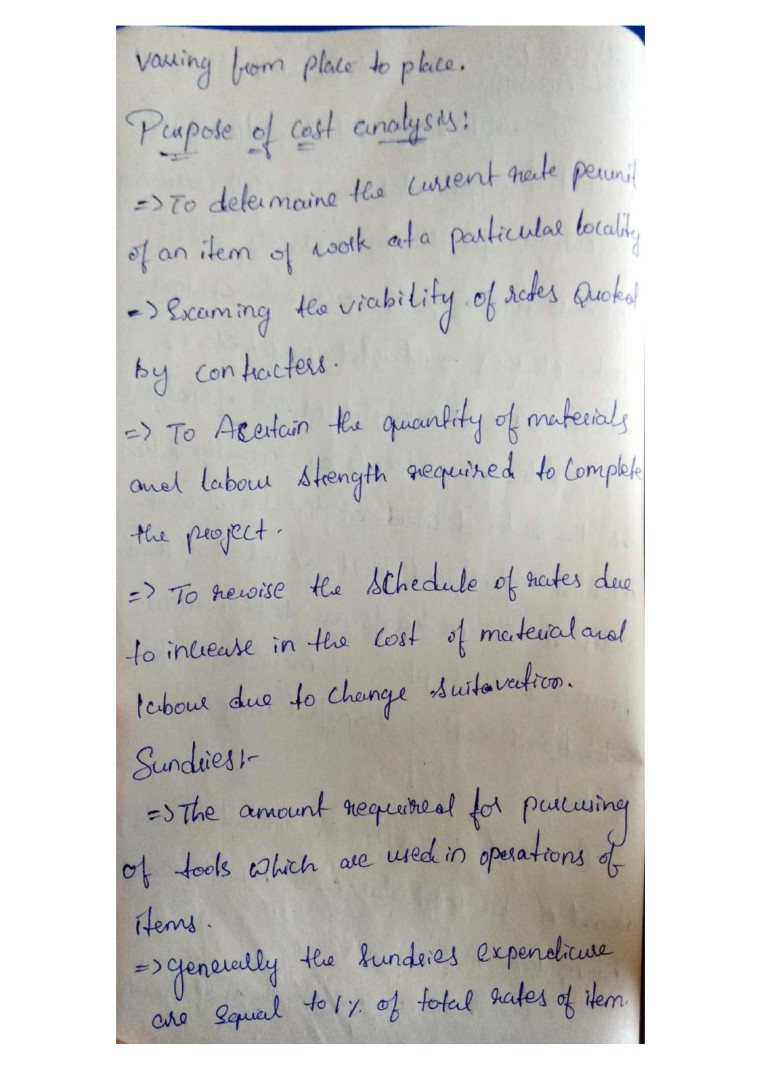 varring from place to place.
Purpose of cost analysis:
=> To detemaine the current rate perunit
of an item of work at a particular locality
=> Examing the viability of rates Quoted
by contracters.
=> To Asertain the quantity of materials
and labour strength required to complete
the project.
=> To rewise the schedule of rates due
to increase in the cost of material and
labour due to change suitavation.
Sundries:-
=> The amount required for purcusing
of tools which are used in operations of
items.
=> generally the sundries expendicure
are equal to 1% of total rates of item.